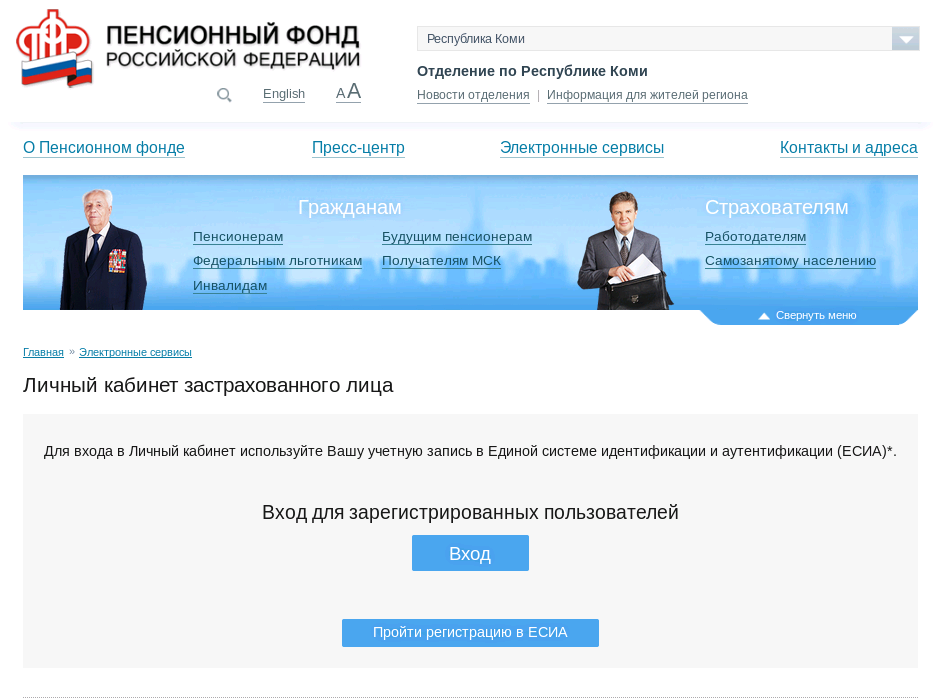 ПЕНСИОННЫЙ ФОНД
РОССИЙСКОЙ ФЕДЕРАЦИИ
English
A A
Республика Коми
Отделение по Республике Коми
Новости отделения | Информация для жителей региона
О Пенсионном фонде Пресс-центр Электронные сервисы Контакты и адреса
Гражданам
Пенсионерам Будущим пенсионерам
Федеральным льготникам Получателям МСК
Инвалидам
Страхователям
Работодателям
Самозанятому населению
Свернуть меню
Главная » Электронные сервисы
Личный кабинет застрахованного лица
Для входа в Личный кабинет используйте Вашу учетную запись в Единой системе идентификации и аутентификации (ЕСИА)*.
Вход для зарегистрированных пользователей
Вход
Пройти регистрацию в ЕСИА